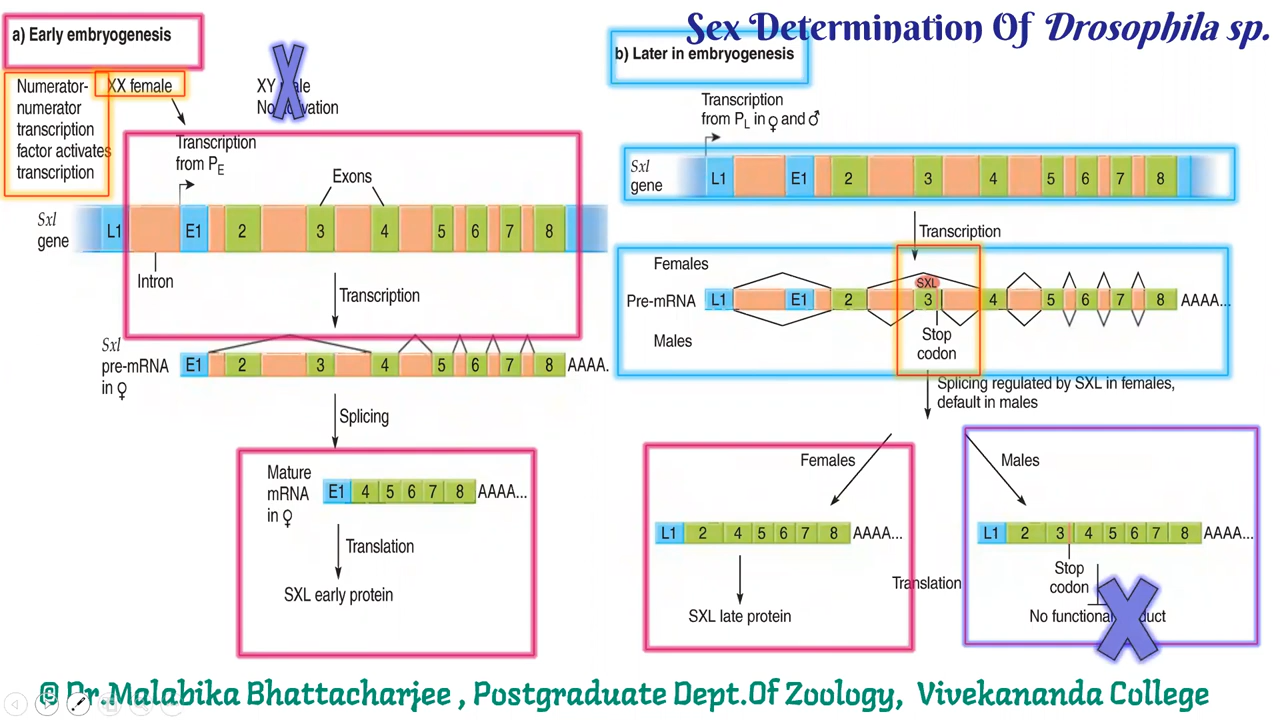 Sex Determination Of Drosophila sp.
a) Early embryogenesis
Numerator-
numerator
transcription
factor activates
transcription
XX female
XY
No
Transcription
from PE
Exons
Sxl
gene
L1 E1 2 3 4 5 6 7 8
Intron
Transcription
Sxl
pre-mRNA
in ♀
E1 2 3 4 5 6 7 8 AAAA.
Splicing
Mature
mRNA
in ♀
E1 4 5 6 7 8 AAAA...
Translation
SXL early protein
b) Later in embryogenesis
Transcription
from PL in ♀ and ♂
Sxl
gene
L1 E1 2 3 4 5 6 7 8
Transcription
Females
SXL
Pre-mRNA L1 E1 2 3 4 5 6 7 8 AAAA...
Males
Stop
codon
Splicing regulated by SXL in females,
default in males
Females
L1 2 4 5 6 7 8 AAAA...
SXL late protein
Translation
Males
L1 2 3 4 5 6 7 8 AAAA...
Stop
codon
No functional
@ Dr Malabika Bhattacharjee , Postgraduate Dept.Of Zoology, Vivekananda College